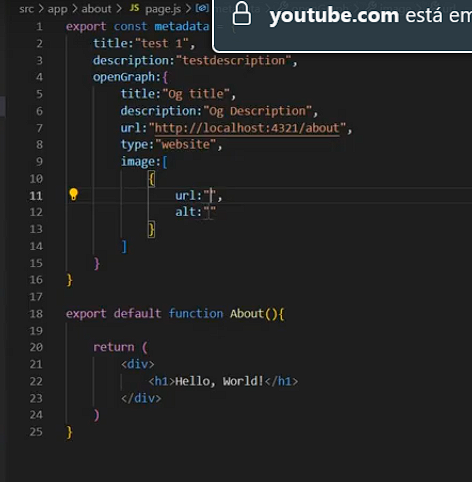 src > app > about > JS page.js > metadata
youtube.com está em
1 export const metadata
2 title:"test 1",
3 description:"testdescription",
4 openGraph:{
5 title:"Og title",
6 description:"Og Description",
7 url:"http://localhost:4321/about",
8 type:"website",
9 image:[
10 {
11 url:"",
12 alt:""
13 }
14 ]
15 }
16 }
17
18 export default function About(){
19
20 return (
21 <div>
22 <h1>Hello, World!</h1>
23 </div>
24 )
25 }